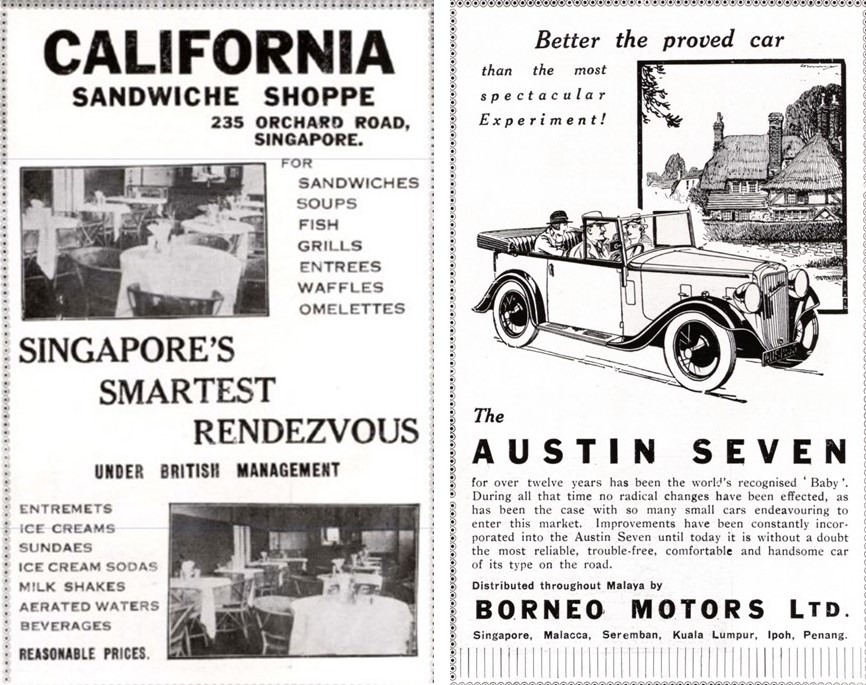 CALIFORNIA
SANDWICHE SHOPPE
235 ORCHARD ROAD,
SINGAPORE.
FOR
SANDWICHES
SOUPS
FISH
GRILLS
ENTREES
WAFFLES
OMELETTES
SINGAPORE'S
SMARTEST
RENDEZVOUS
UNDER BRITISH MANAGEMENT
ENTREMETS
ICE CREAMS
SUNDAES
ICE CREAM SODAS
MILK SHAKES
AERATED WATERS
BEVERAGES
REASONABLE PRICES.
Better the proved car
than the most
spectacular
Experiment!
The
AUSTIN SEVEN
for over twelve years has been the world's recognised 'Baby'.
During all that time no radical changes have been effected, as
has been the case with so many small cars endeavouring to
enter this market. Improvements have been constantly incor-
porated into the Austin Seven until today it is without a doubt
the most reliable, trouble-free, comfortable and handsome car
of its type on the road.
Distributed throughout Malaya by
BORNEO MOTORS LTD.
Singapore, Malacca, Seremban, Kuala Lumpur, Ipoh, Penang.